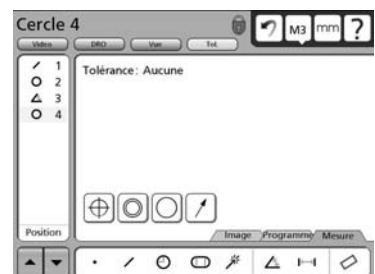 Cercle 4
M3 mm ?
Video DRO Vue Tol.
1
2
3
4
Tolérance: Aucune
Position
Image Programme Mesure